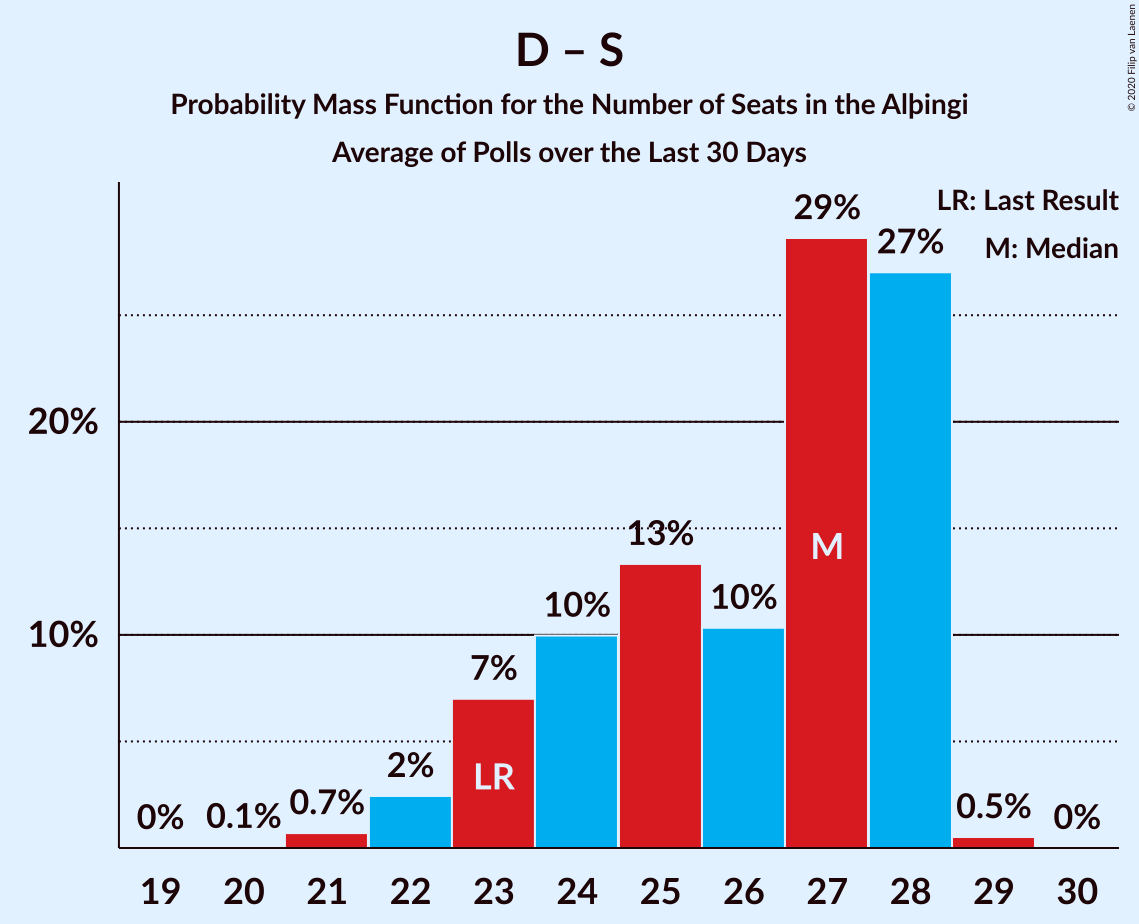 D – S
Probability Mass Function for the Number of Seats in the Alþingi
Average of Polls over the Last 30 Days
© 2020 Filip van Laenen
LR: Last Result
M: Median
20%
10%
0%
0.1%
0.7%
2%
7%
10%
13%
10%
29%
27%
0.5%
0%
LR
M
19 20 21 22 23 24 25 26 27 28 29 30